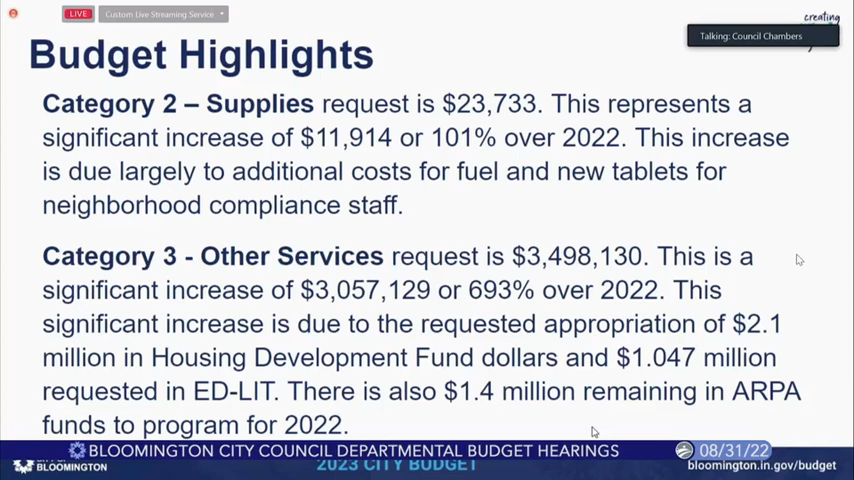 LIVE
Custom Live Streaming Service
creating
Talking: Council Chambers
Budget Highlights
Category 2 – Supplies request is $23,733. This represents a
significant increase of $11,914 or 101% over 2022. This increase
is due largely to additional costs for fuel and new tablets for
neighborhood compliance staff.
Category 3 - Other Services request is $3,498,130. This is a
significant increase of $3,057,129 or 693% over 2022. This
significant increase is due to the requested appropriation of $2.1
million in Housing Development Fund dollars and $1.047 million
requested in ED-LIT. There is also $1.4 million remaining in ARPA
funds to program for 2022.
BLOOMINGTON CITY COUNCIL DEPARTMENTAL BUDGET HEARINGS
08/31/22
BLOOMINGTON
2023 CITY BUDGET
bloomington.in.gov/budget